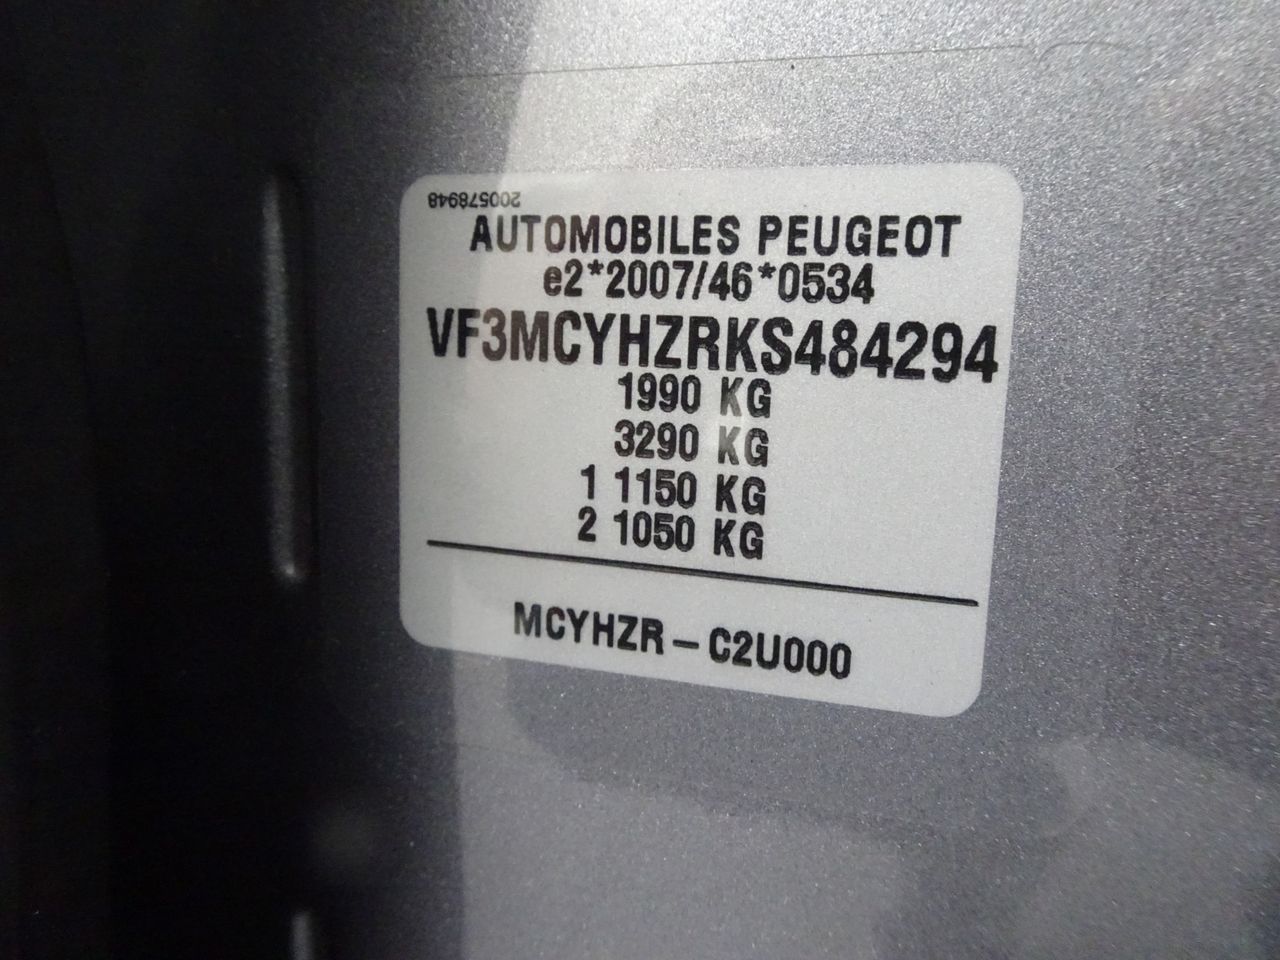 200578948
AUTOMOBILES PEUGEOT
e2*2007/46*0534
VF3MCYHZRKS484294
1990 KG
3290 KG
1 1150 KG
2 1050 KG
MCYHZR – C2U000